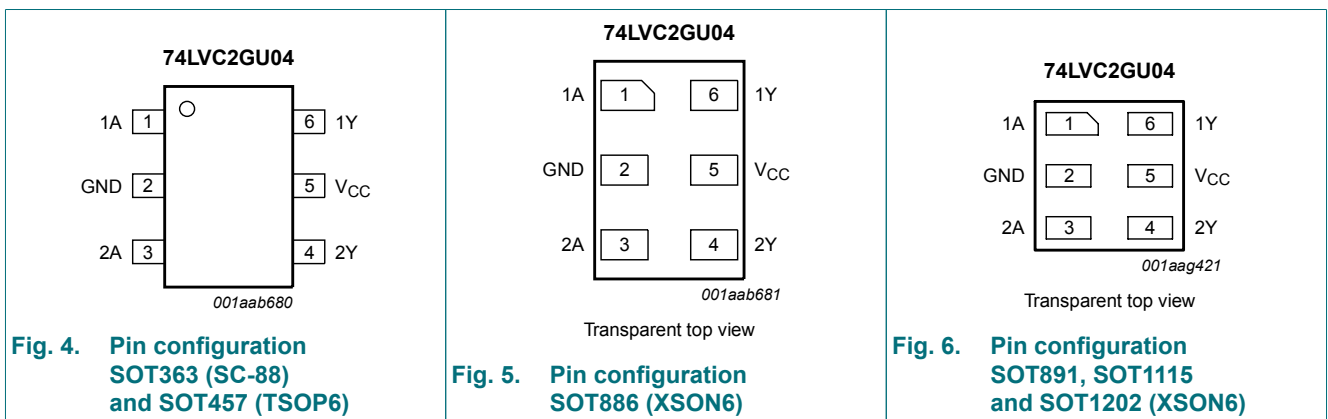 74LVC2GU04
1A 1 6 1Y
GND 2 5 VCC
2A 3 4 2Y
001aab680
Fig. 4. Pin configuration
SOT363 (SC-88)
and SOT457 (TSOP6)
74LVC2GU04
1A 1 6 1Y
GND 2 5 VCC
2A 3 4 2Y
001aab681
Transparent top view
Fig. 5. Pin configuration
SOT886 (XSON6)
74LVC2GU04
1A 1 6 1Y
GND 2 5 VCC
2A 3 4 2Y
001aag421
Transparent top view
Fig. 6. Pin configuration
SOT891, SOT1115
and SOT1202 (XSON6)